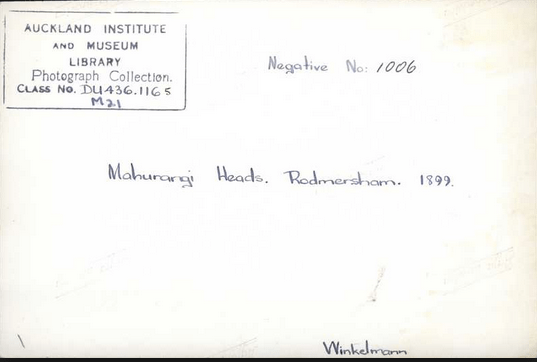 AUCKLAND INSTITUTE
AND MUSEUM
LIBRARY
Photograph Collection.
CLASS No. DU436.1165
M21
Negative No: 1006
Mahurangi Heads. Rodmersham. 1899.
Winkelmann